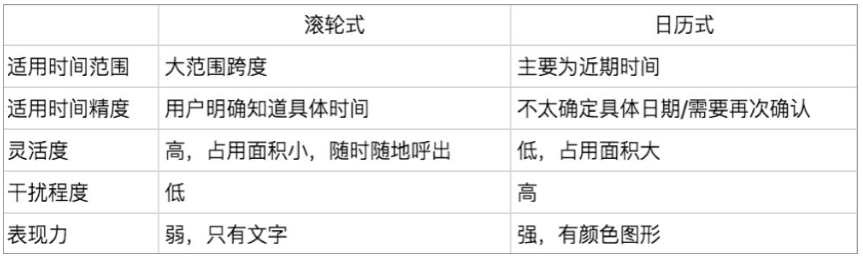 滚轮式 日历式
适用时间范围 大范围跨度 主要为近期时间
适用时间精度 用户明确知道具体时间 不太确定具体日期/需要再次确认
灵活度 高，占用面积小，随时随地呼出 低，占用面积大
干扰程度 低 高
表现力 弱，只有文字 强，有颜色图形